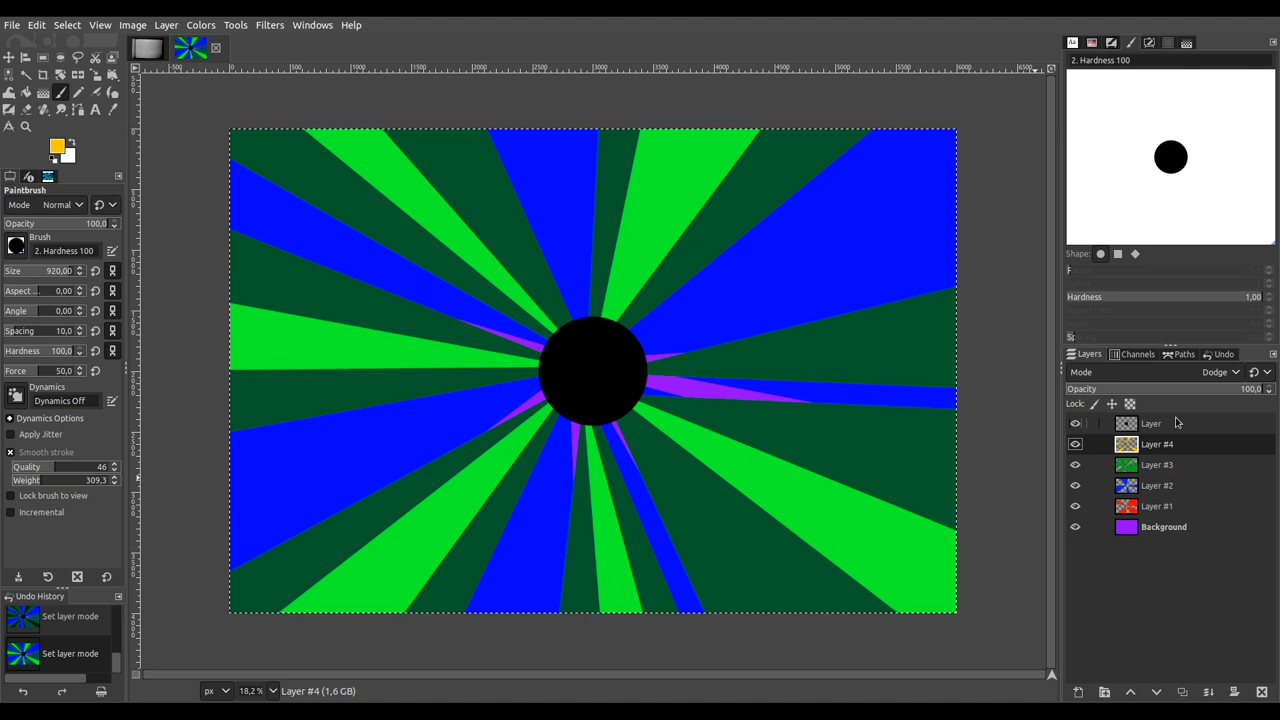 File Edit Select View Image Layer Colors Tools Filters Windows Help
2. Hardness 100
Paintbrush
Mode Normal
Opacity 100,0
Brush
2. Hardness 100
Size 920,00
Aspect ... 0,00
Angle 0,00
Spacing 10,0
Hardness 100,0
Force 50,0
Dynamics
Dynamics Off
Dynamics Options
Apply Jitter
Smooth stroke
Quality 46
Weight 309,3
Lock brush to view
Incremental
Undo History
Set layer mode
Set layer mode
px 18,2 % Layer #4 (1,6 GB)
Shape:
Hardness 1,00
Layers Channels Paths Undo
Mode Dodge
Opacity 100,0
Lock:
Layer
Layer #4
Layer #3
Layer #2
Layer #1
Background